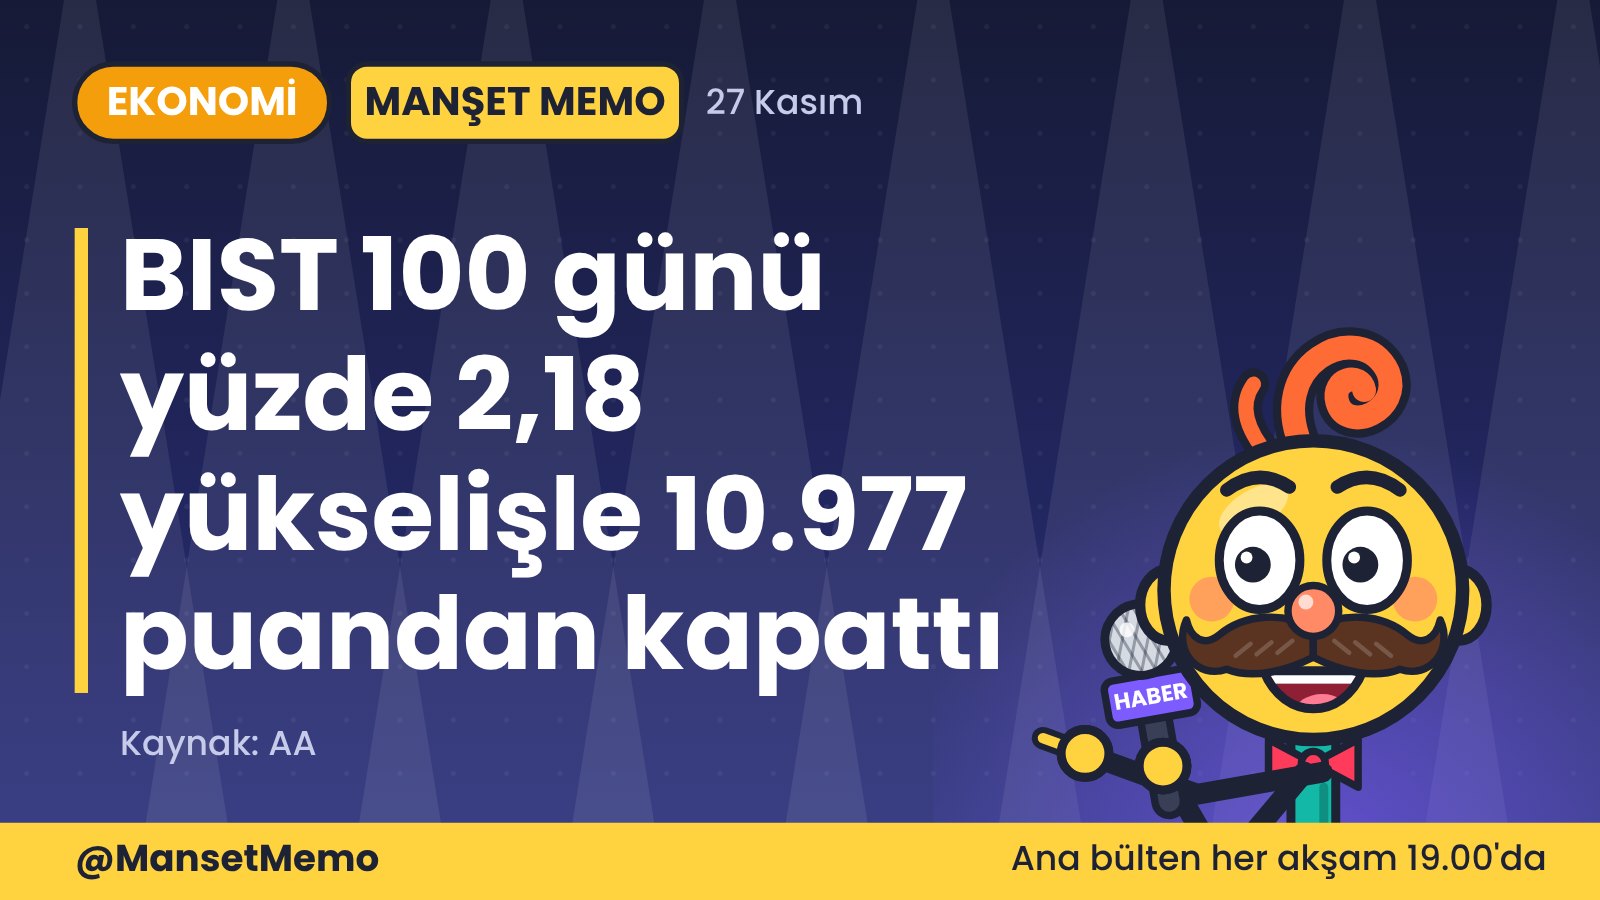 EKONOMİ MANŞET MEMO 27 Kasım
BIST 100 günü
yüzde 2,18
yükselişle 10.977
puandan kapattı
Kaynak: AA
HABER
@MansetMemo Ana bülten her akşam 19.00'da